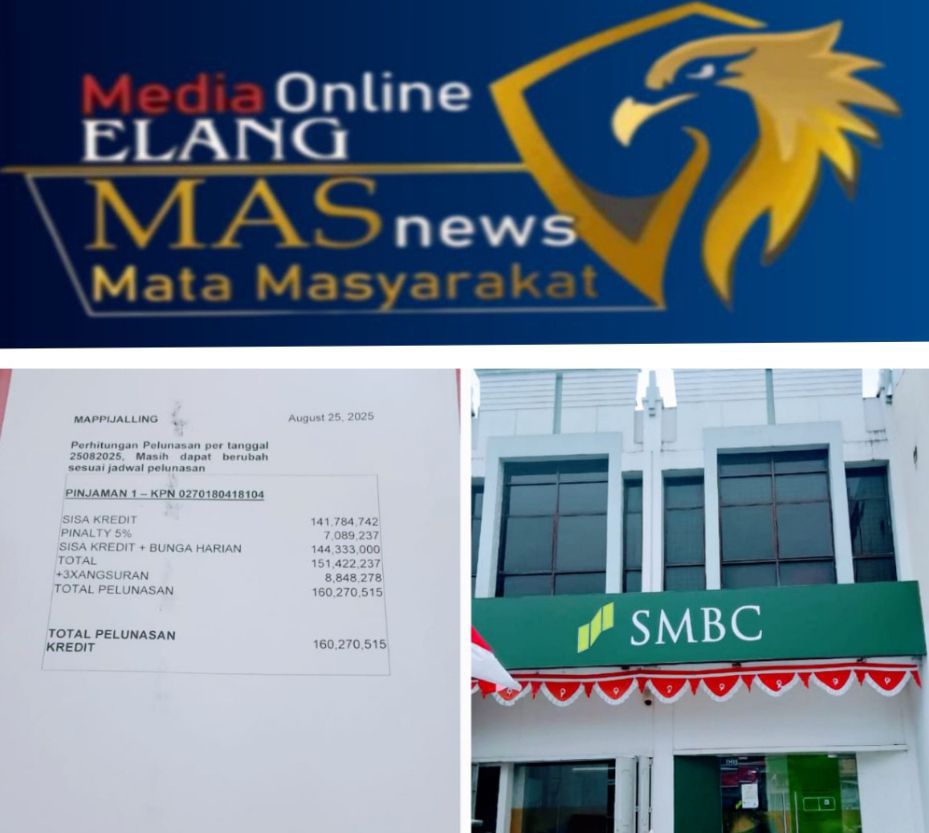 Media Online
ELANG
MAS news
Mata Masyarakat
MAPPIJALLING August 25, 2025
Perhitungan Pelunasan per tanggal
25082025, Masih dapat berubah
sesuai jadwal pelunasan
PINJAMAN 1 – KPN 0270180418104
SISA KREDIT 141,784,742
PINALTY 5% 7,089,237
SISA KREDIT + BUNGA HARIAN 144,333,000
TOTAL 151,422,237
+3XANGSURAN 8,848,278
TOTAL PELUNASAN 160,270,515
TOTAL PELUNASAN
KREDIT 160,270,515
SMBC